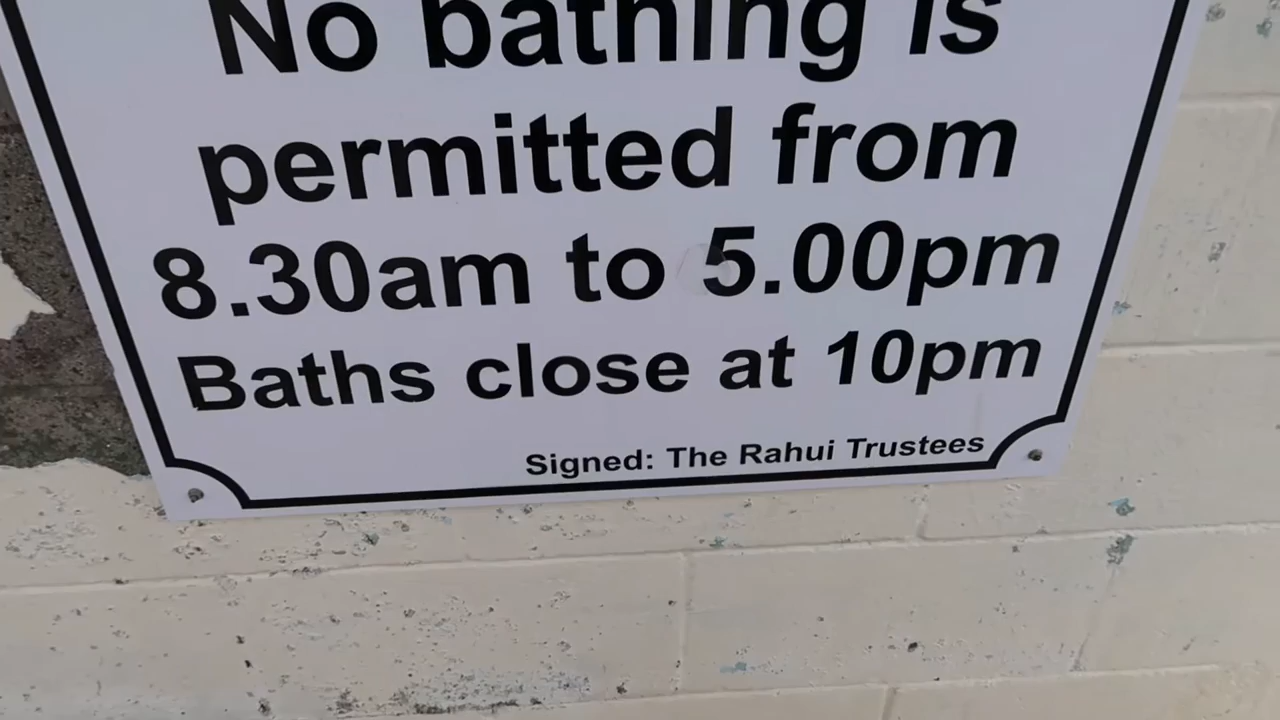 No bathing is
permitted from
8.30am to 5.00pm
Baths close at 10pm
Signed: The Rahui Trustees